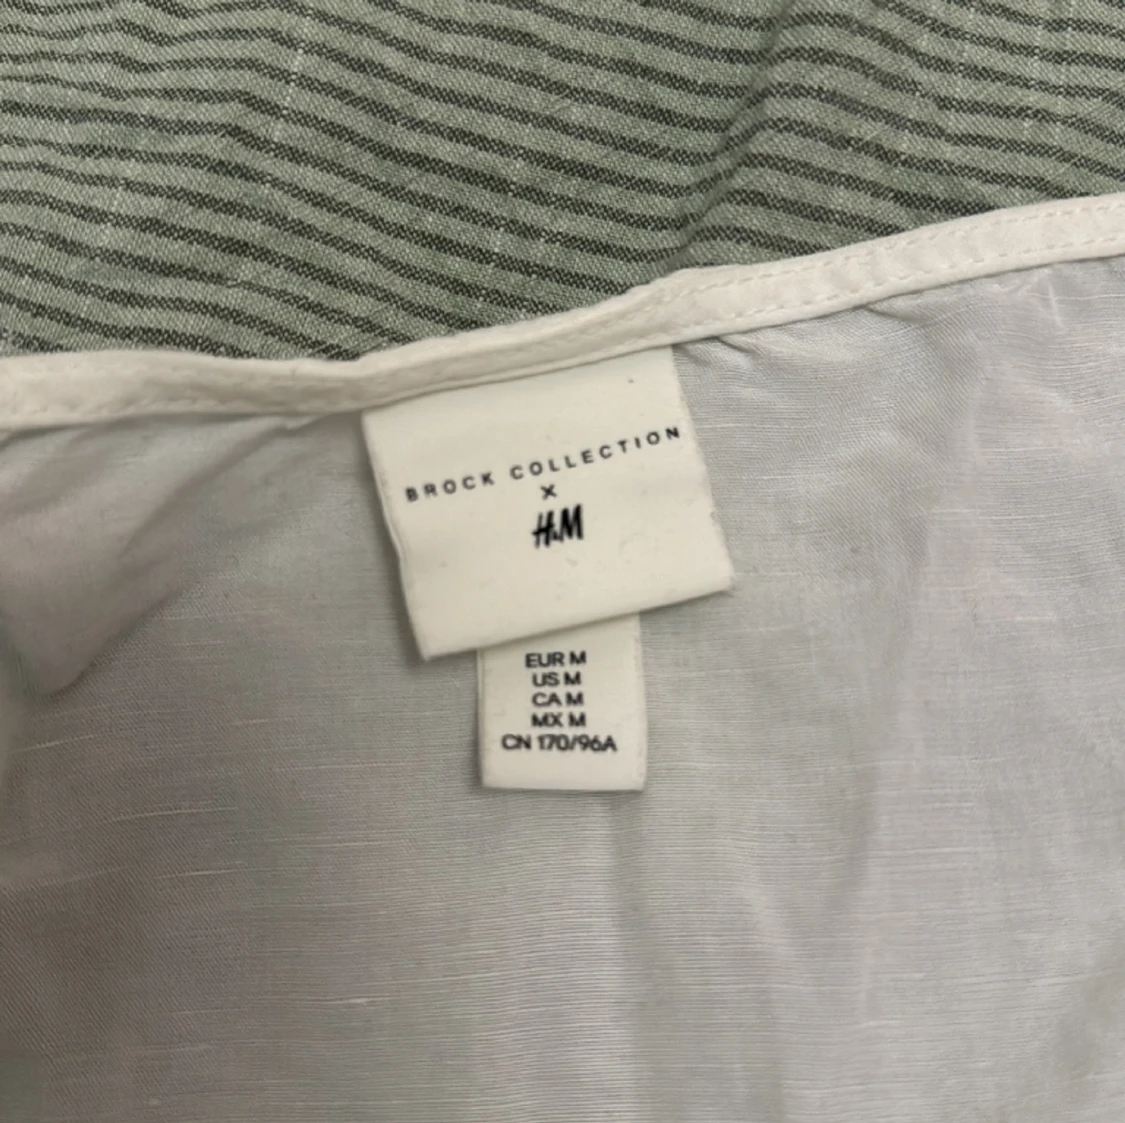 BROCK COLLECTION
X
H&M
EUR M
US M
CA M
MX M
CN 170/96A